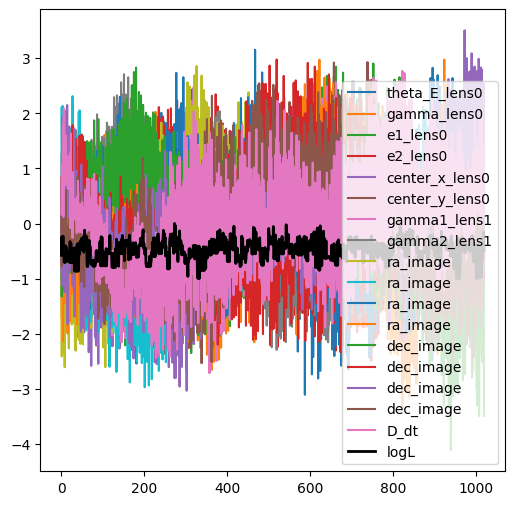 3
2
1
0
−1
−2
−3
−4
0
200
400
600
800
1000
theta_E_lens0
gamma_lens0
e1_lens0
e2_lens0
center_x_lens0
center_y_lens0
gamma1_lens1
gamma2_lens1
ra_image
ra_image
ra_image
ra_image
dec_image
dec_image
dec_image
dec_image
D_dt
logL